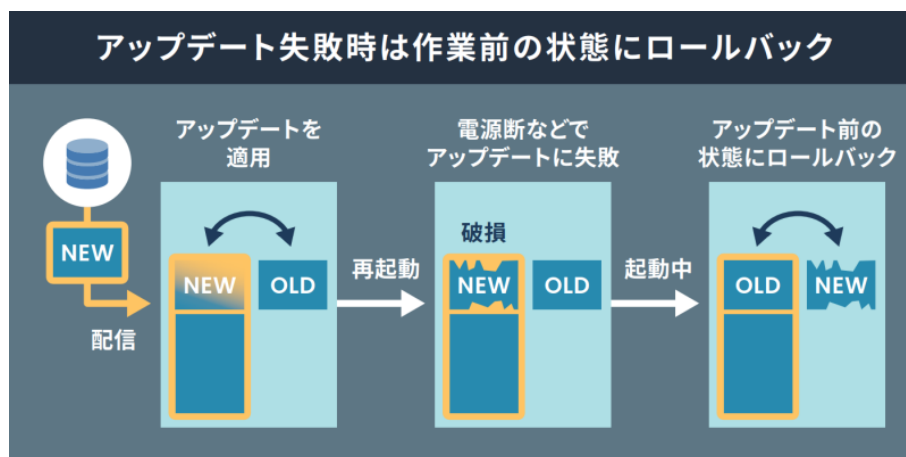 アップデート失敗時は作業前の状態にロールバック
アップデートを
適用
電源断などで
アップデートに失敗
アップデート前の
状態にロールバック
NEW
配信
NEW
OLD
再起動
破損
NEW
OLD
起動中
OLD
NEW